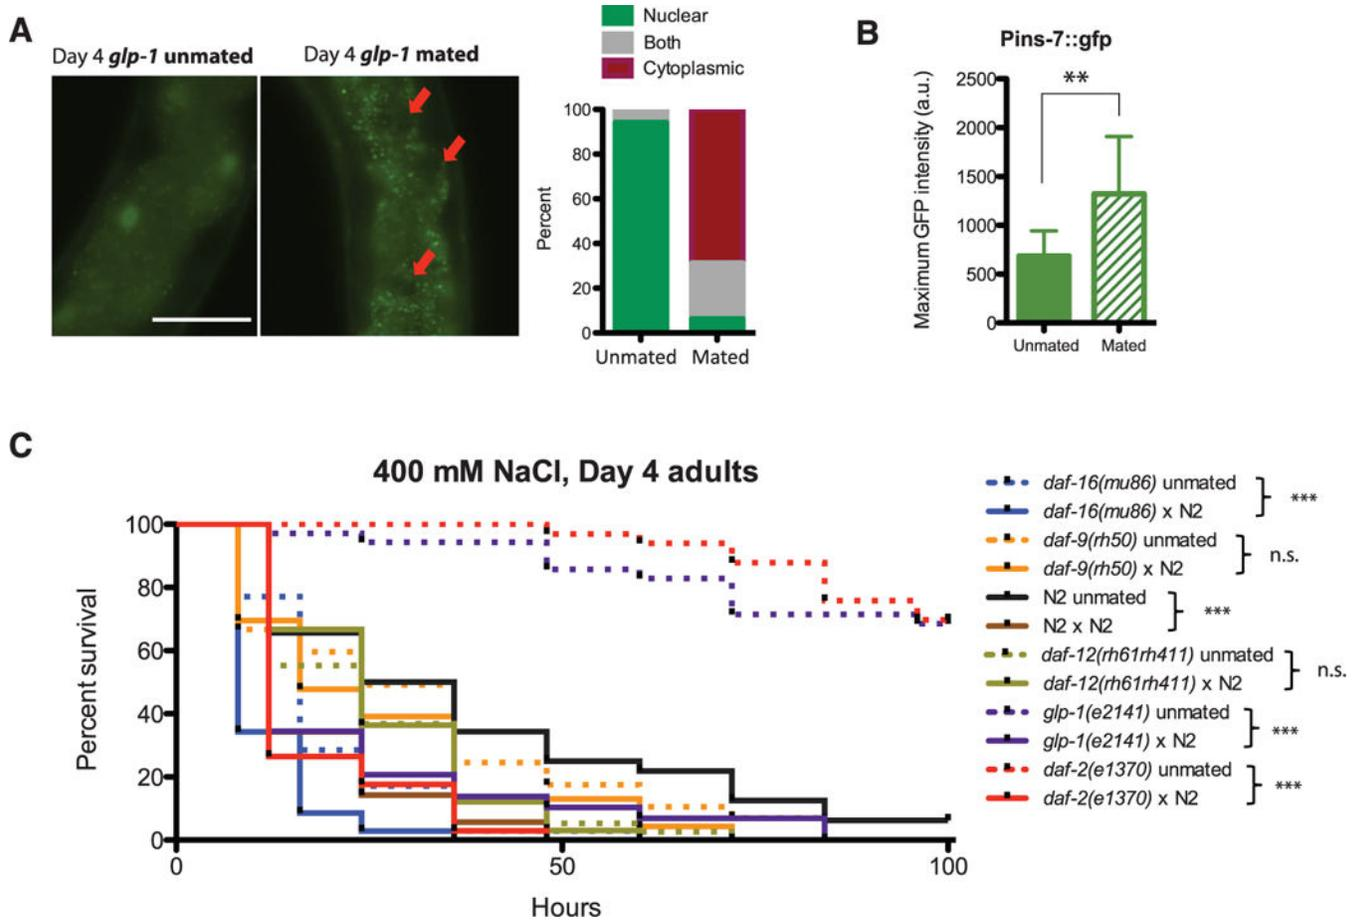 A
Day 4 glp-1 unmated
Day 4 glp-1 mated
Nuclear
Both
Cytoplasmic
Percent
100
80
60
40
20
0
Unmated
Mated
B
Pins-7::gfp
**
Maximum GFP intensity (a.u.)
2500
2000
1500
1000
500
0
Unmated
Mated
C
400 mM NaCl, Day 4 adults
Percent survival
100
80
60
40
20
0
0
50
100
Hours
daf-16(mu86) unmated
daf-16(mu86) x N2
***
daf-9(rh50) unmated
daf-9(rh50) x N2
n.s.
N2 unmated
N2 x N2
***
daf-12(rh61rh411) unmated
daf-12(rh61rh411) x N2
n.s.
glp-1(e2141) unmated
glp-1(e2141) x N2
***
daf-2(e1370) unmated
daf-2(e1370) x N2
***